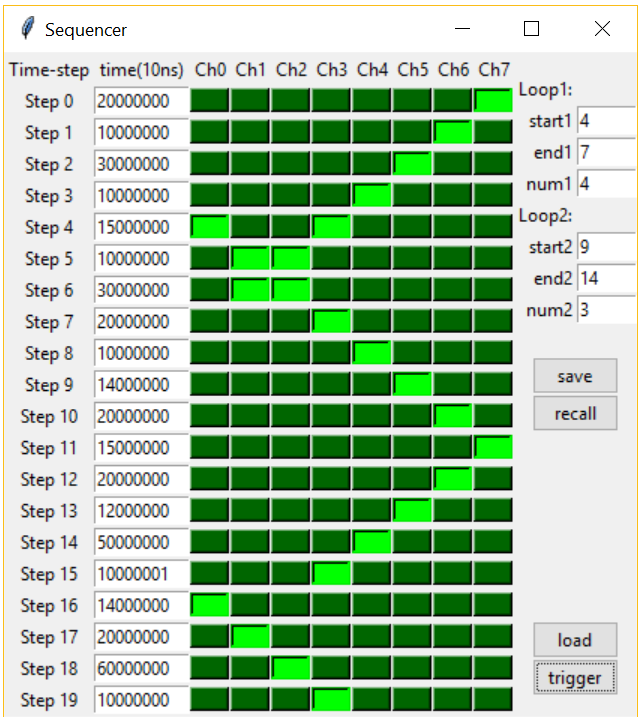 Sequencer
Time-step time(10ns) Ch0 Ch1 Ch2 Ch3 Ch4 Ch5 Ch6 Ch7
Step 0 20000000
Step 1 10000000
Step 2 30000000
Step 3 10000000
Step 4 15000000
Step 5 10000000
Step 6 30000000
Step 7 20000000
Step 8 10000000
Step 9 14000000
Step 10 20000000
Step 11 15000000
Step 12 20000000
Step 13 12000000
Step 14 50000000
Step 15 10000001
Step 16 14000000
Step 17 20000000
Step 18 60000000
Step 19 10000000
Loop1:
start1 4
end1 7
num1 4
Loop2:
start2 9
end2 14
num2 3
save
recall
load
trigger